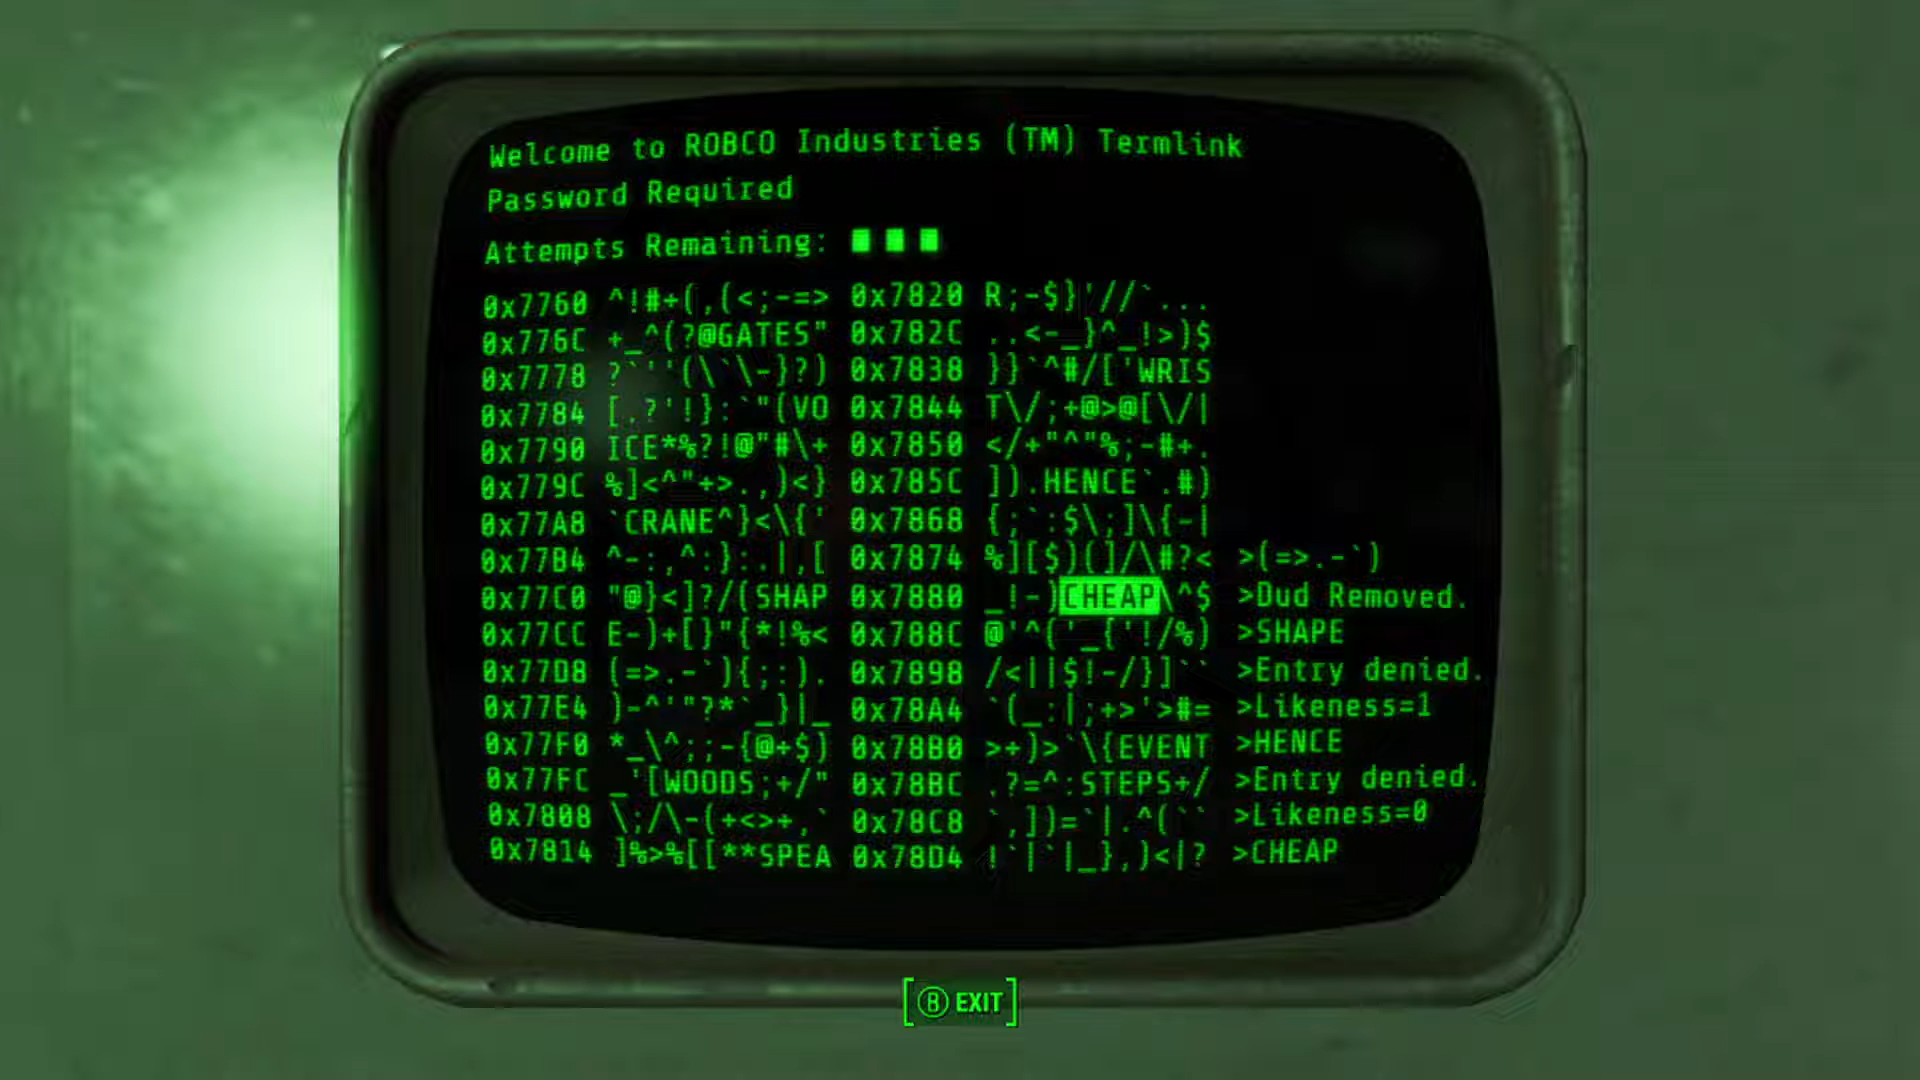 Welcome to ROBCO Industries (TM) Termlink
Password Required
Attempts Remaining:
0x7760 ^!#+(,(<;-=> 0x7820 R;-$}'//`...
0x776C +_^(?@GATES" 0x782C ..<-_}^_!>)$
0x7778 ?`''(\`\-}?) 0x7838 }}`^#/['WRIS
0x7784 [.?'!}:`"(VO 0x7844 T\/;+@>@[\/|
0x7790 ICE*%?!@"#\+ 0x7850 </+"^"%;-#+.
0x779C %]<^"+>.,)<} 0x785C ]).HENCE`.#)
0x77A8 `CRANE^}<\{' 0x7868 {;`:$\;]\{-|
0x77B4 ^-:,^:}:.|,[ 0x7874 %][$)(]/\#?< >(=>.-`)
0x77C0 "@}<]?/(SHAP 0x7880 _!-)CHEAP\^$ >Dud Removed.
0x77CC E-)+[}"{*!%< 0x788C @'^('_{'!/%) >SHAPE
0x77D8 (=>.-`){;:). 0x7898 /<||$!-/}]`` >Entry denied.
0x77E4 )-^'"?*`_}|_ 0x78A4 `(_:|;+>'>#= >Likeness=1
0x77F0 *_\^;;-{@+$) 0x78B0 >+)>`\{EVENT >HENCE
0x77FC _'[WOODS;+/" 0x78BC .?=^:STEPS+/ >Entry denied.
0x7808 \;/\-(+<>+,` 0x78C8 `,])=`|.^(`` >Likeness=0
0x7814 ]%>%[[**SPEA 0x78D4 !`|`|_},)<|? >CHEAP
[Ⓑ EXIT]